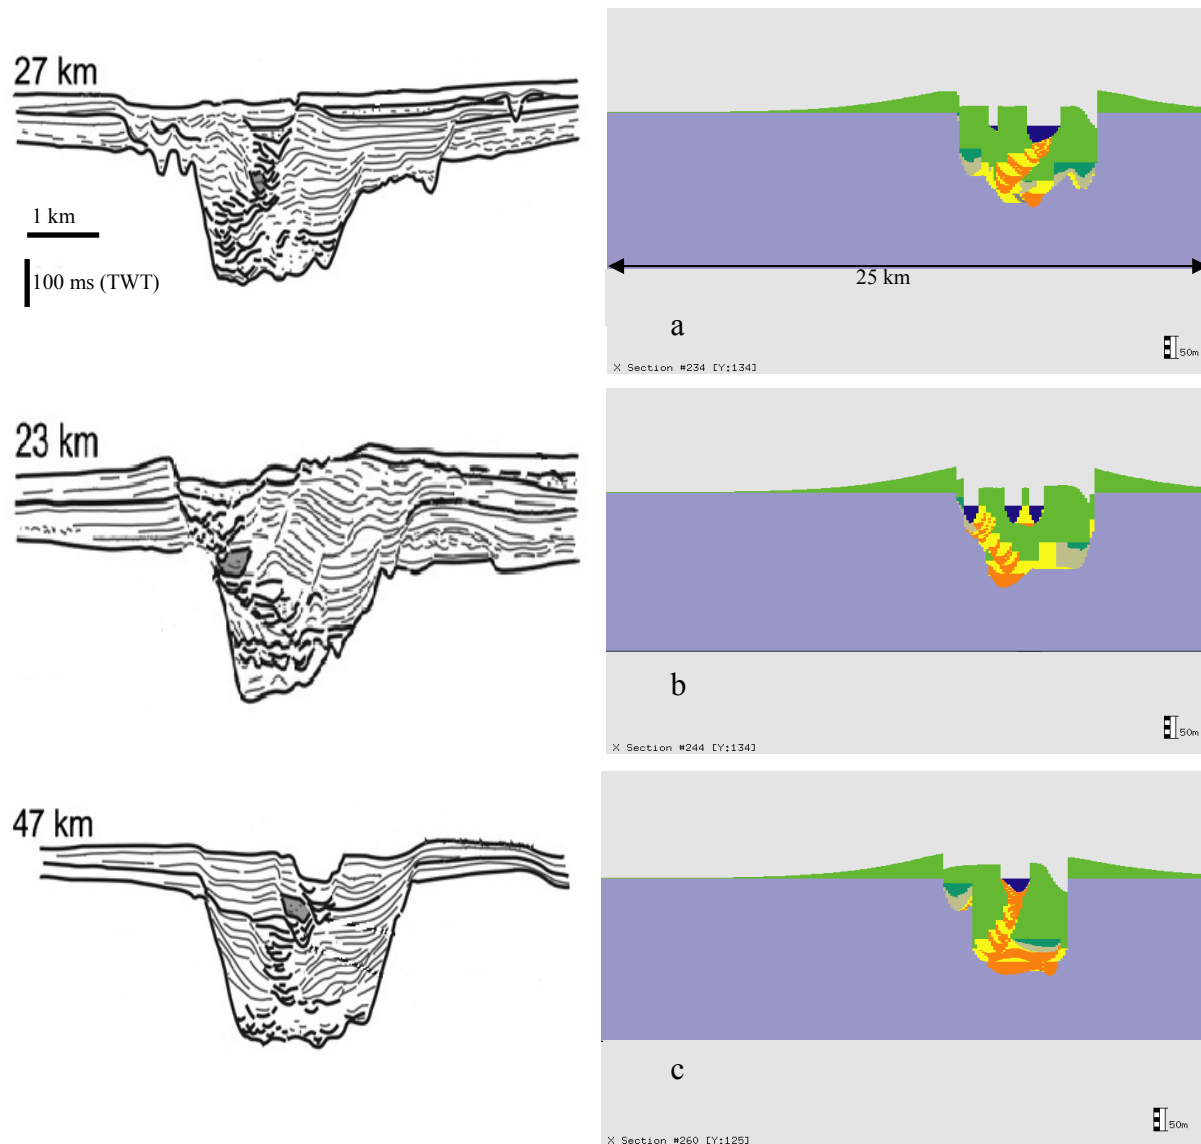 27 km
1 km
100 ms (TWT)
25 km
a
50m
X Section #234 [Y:134]
23 km
b
50m
X Section #244 [Y:134]
47 km
c
50m
X Section #260 [Y:125]